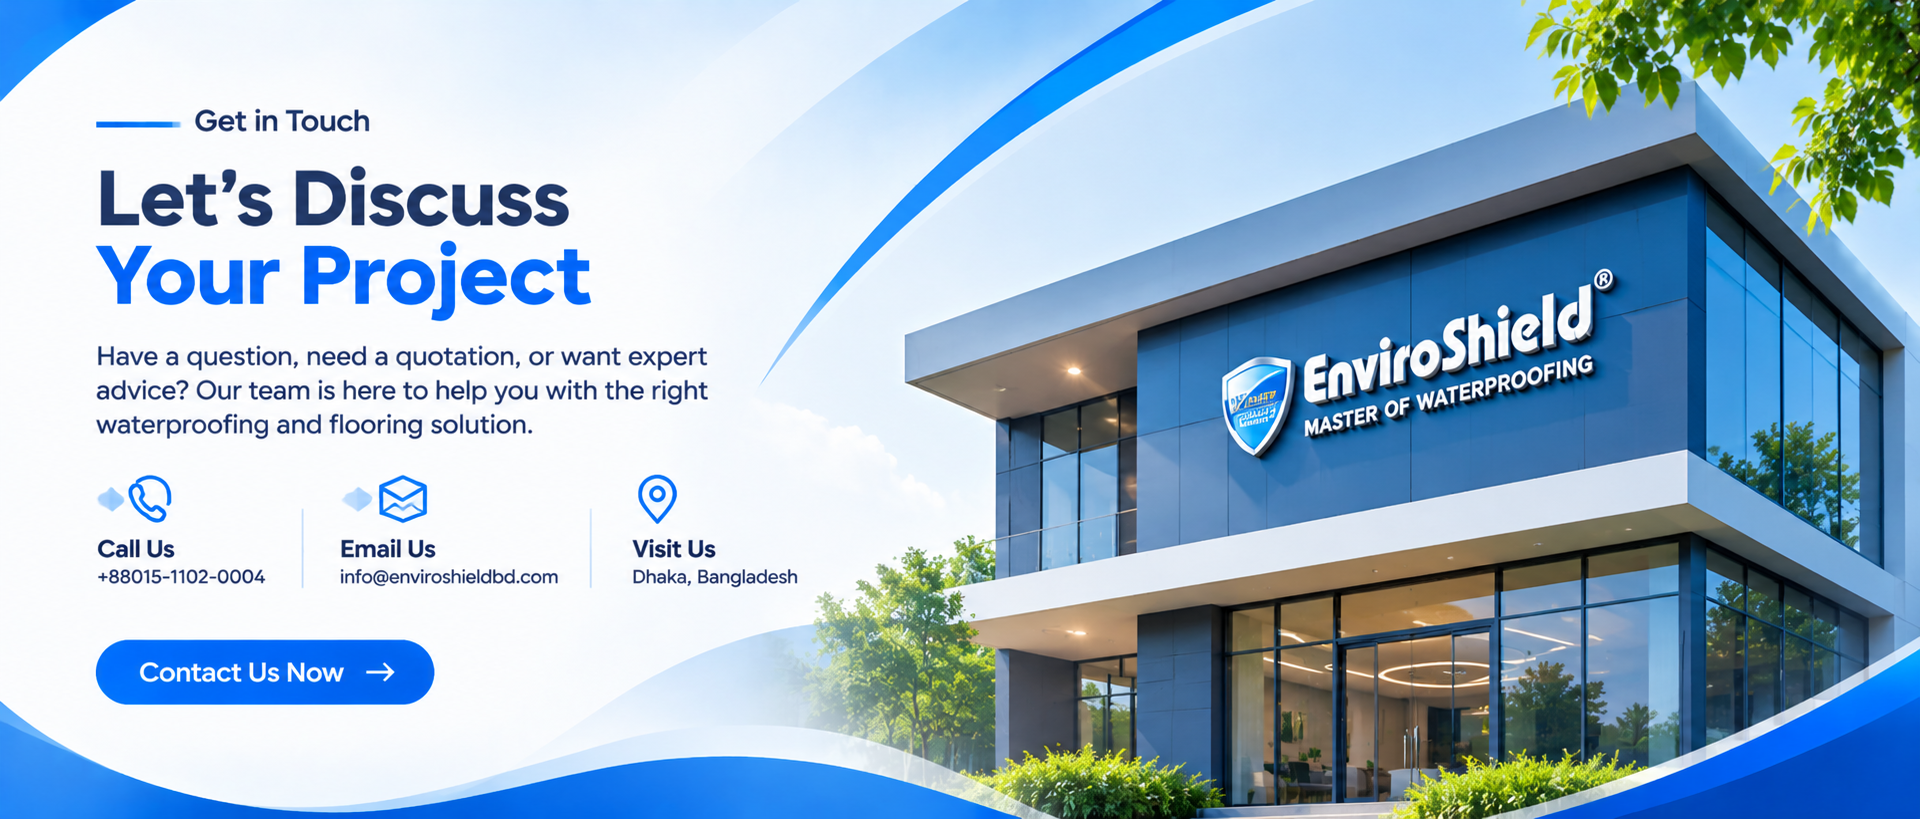 Get in Touch
Let's Discuss
Your Project
Have a question, need a quotation, or want expert
advice? Our team is here to help you with the right
waterproofing and flooring solution.
Call Us
+88015-1102-0004
Email Us
info@enviroshieldbd.com
Visit Us
Dhaka, Bangladesh
Contact Us Now →
EnviroShield®
MASTER OF WATERPROOFING